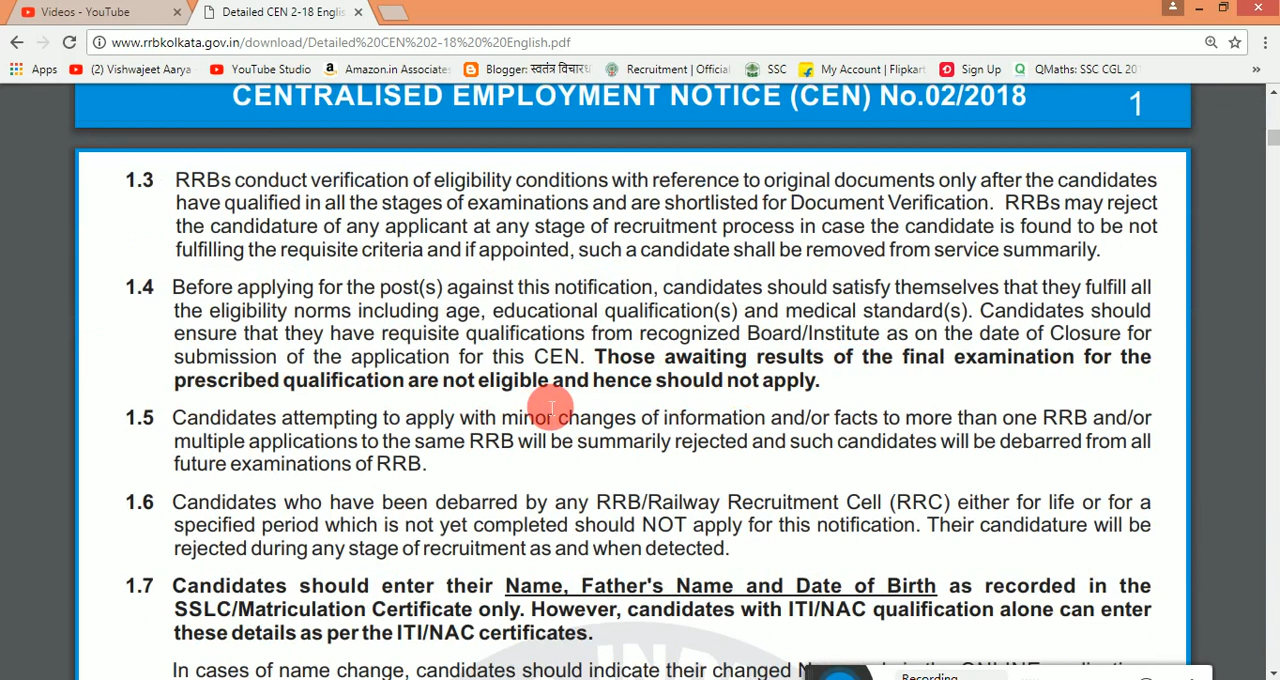 Videos - YouTube
Detailed CEN 2-18 Englis
www.rrbkolkata.gov.in/download/Detailed%20CEN%202-18%20%20English.pdf
Apps (2) Vishwajeet Aarya YouTube Studio Amazon.in Associates Blogger: स्वतंत्र विचारध Recruitment | Official SSC My Account | Flipkart Sign Up QMaths: SSC CGL 201
CENTRALISED EMPLOYMENT NOTICE (CEN) No.02/2018 1
1.3 RRBs conduct verification of eligibility conditions with reference to original documents only after the candidates
have qualified in all the stages of examinations and are shortlisted for Document Verification. RRBs may reject
the candidature of any applicant at any stage of recruitment process in case the candidate is found to be not
fulfilling the requisite criteria and if appointed, such a candidate shall be removed from service summarily.
1.4 Before applying for the post(s) against this notification, candidates should satisfy themselves that they fulfill all
the eligibility norms including age, educational qualification(s) and medical standard(s). Candidates should
ensure that they have requisite qualifications from recognized Board/Institute as on the date of Closure for
submission of the application for this CEN. Those awaiting results of the final examination for the
prescribed qualification are not eligible and hence should not apply.
1.5 Candidates attempting to apply with minor changes of information and/or facts to more than one RRB and/or
multiple applications to the same RRB will be summarily rejected and such candidates will be debarred from all
future examinations of RRB.
1.6 Candidates who have been debarred by any RRB/Railway Recruitment Cell (RRC) either for life or for a
specified period which is not yet completed should NOT apply for this notification. Their candidature will be
rejected during any stage of recruitment as and when detected.
1.7 Candidates should enter their Name, Father's Name and Date of Birth as recorded in the
SSLC/Matriculation Certificate only. However, candidates with ITI/NAC qualification alone can enter
these details as per the ITI/NAC certificates.
In cases of name change, candidates should indicate their changed
Recording